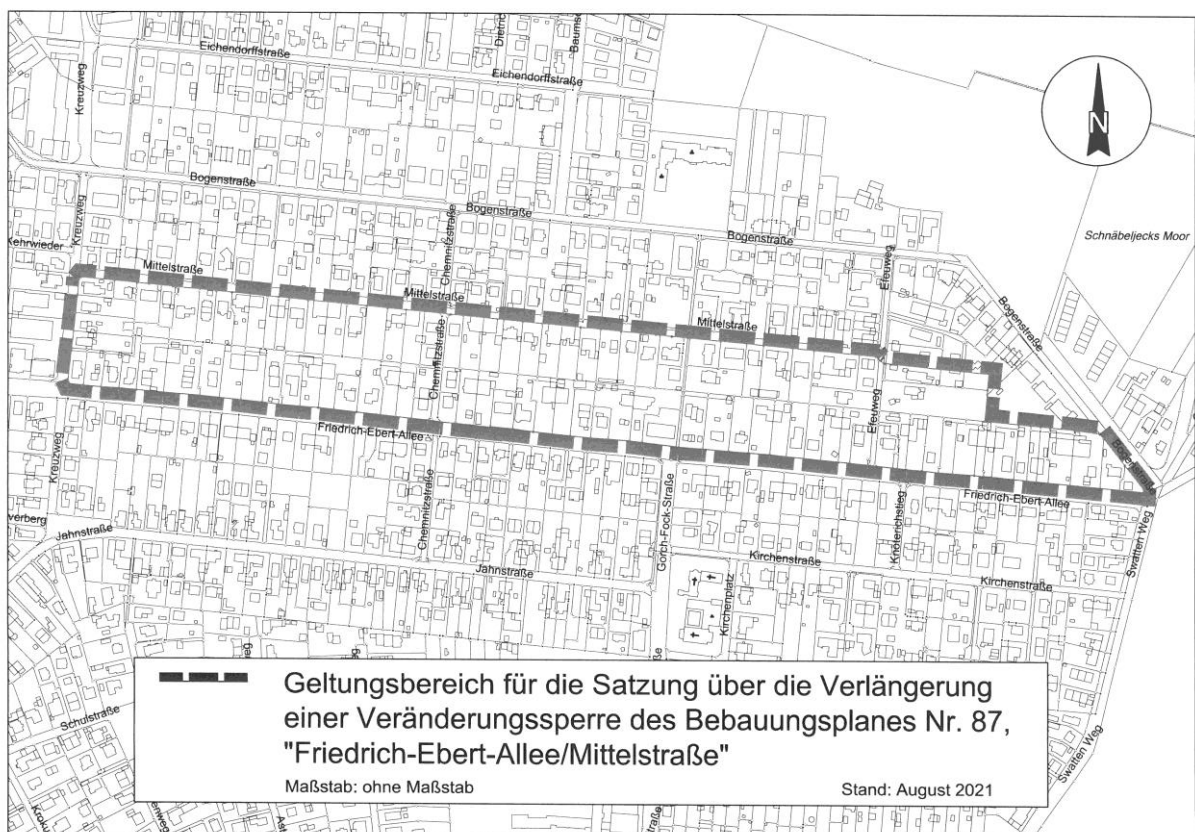 Eichendorffstraße
Eichendorffstraße
Kreuzweg
N
Bogenstraße
Bogenstraße
Bogenstraße
Kreuzweg
Chemnitzstraße
Schnäbeljecks Moor
Kehrwieder
Mittelstraße
Mittelstraße
Mittelstraße
Efeuweg
Bogenstraße
Chemnitzstraße
Efeuweg
Friedrich-Ebert-Allee
Kreuzweg
Friedrich-Ebert-Allee
Chemnitzstraße
Gorch-Fock-Straße
Knöterichstieg
Swatten Weg
verberg
Jahnstraße
Jahnstraße
Kirchenstraße
Kirchenstraße
Kirchenplatz
Schulstraße
Swatten Weg
Geltungsbereich für die Satzung über die Verlängerung
einer Veränderungssperre des Bebauungsplanes Nr. 87,
"Friedrich-Ebert-Allee/Mittelstraße"
Maßstab: ohne Maßstab
Stand: August 2021